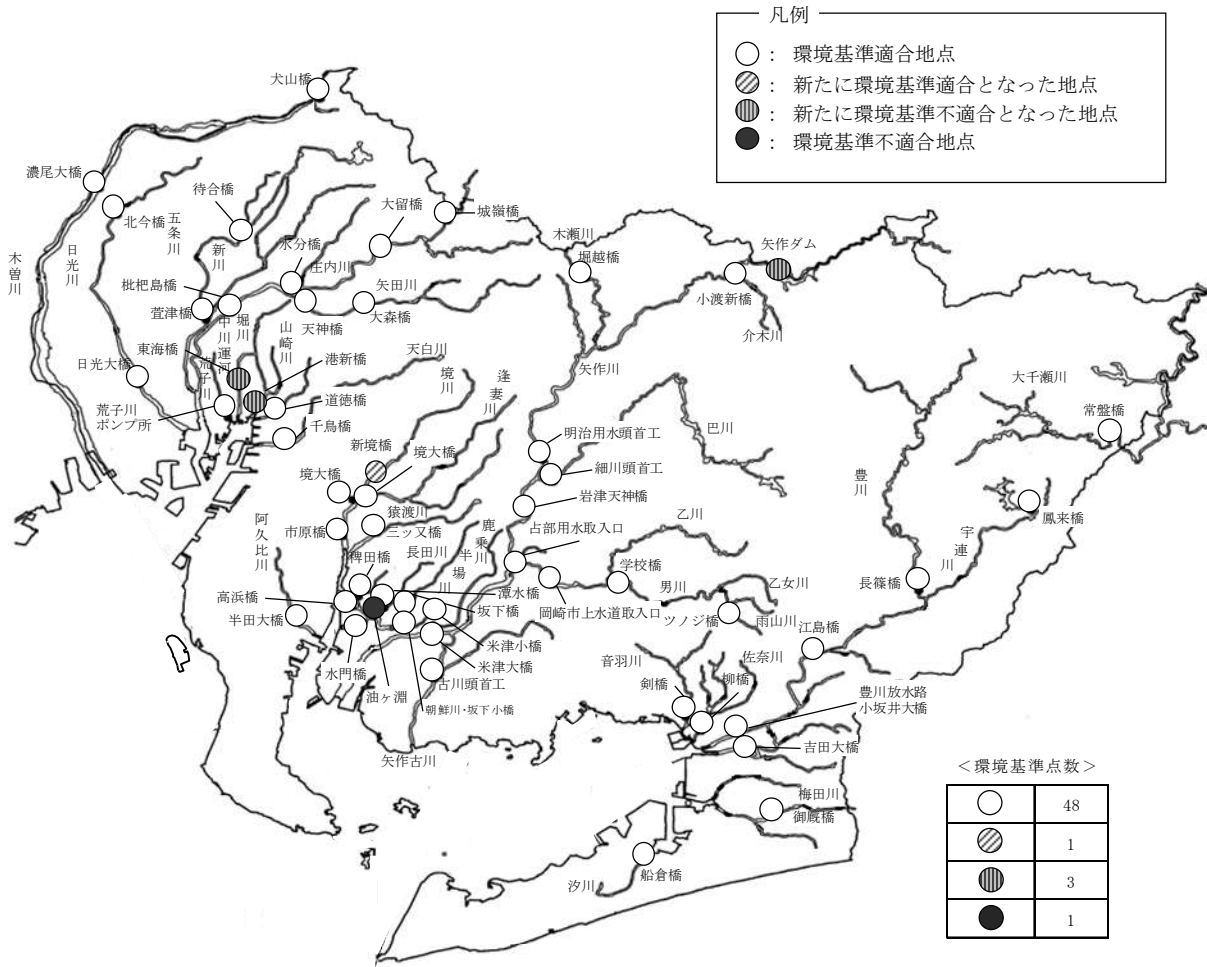 凡例
： 環境基準適合地点
： 新たに環境基準適合となった地点
： 新たに環境基準不適合となった地点
： 環境基準不適合地点
犬山橋
濃尾大橋
北今橋
待合橋
大留橋
城嶺橋
木瀬川
堀越橋
矢作ダム
小渡新橋
介木川
木曽川
日光川
五条川
新川
水分橋
庄内川
枇杷島橋
萱津橋
矢田川
大森橋
天神橋
中川運河
堀川
山崎川
東海橋
荒子川
港新橋
天白川
日光大橋
荒子川
ポンプ所
道徳橋
千鳥橋
境川
逢妻川
矢作川
巴川
大千瀬川
常盤橋
新境橋
境大橋
境大橋
明治用水頭首工
細川頭首工
岩津天神橋
占部用水取入口
豊川
宇連川
鳳来橋
長篠橋
市原橋
猿渡川
三ッ又橋
阿久比川
稗田橋
長田川
半場川
鹿乗川
乙川
学校橋
男川
乙女川
高浜橋
半田大橋
潭水橋
坂下橋
岡崎市上水道取入口
ツノジ橋
雨山川
米津小橋
米津大橋
水門橋
油ヶ淵
古川頭首工
朝鮮川・坂下小橋
矢作古川
音羽川
佐奈川
江島橋
剣橋
柳橋
豊川放水路
小坂井大橋
吉田大橋
梅田川
御厩橋
汐川
船倉橋
＜環境基準点数＞
48
1
3
1